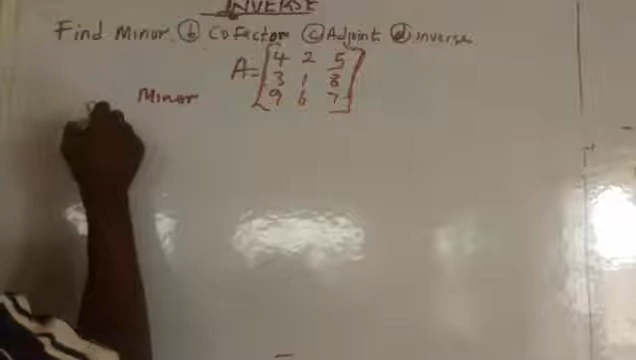 INVERSE
Find Minor, ⓑ Cofactor ⓒ Adjoint ⓓ inverse
A=[4 2 5
3 1 8
9 6 7]
Minor